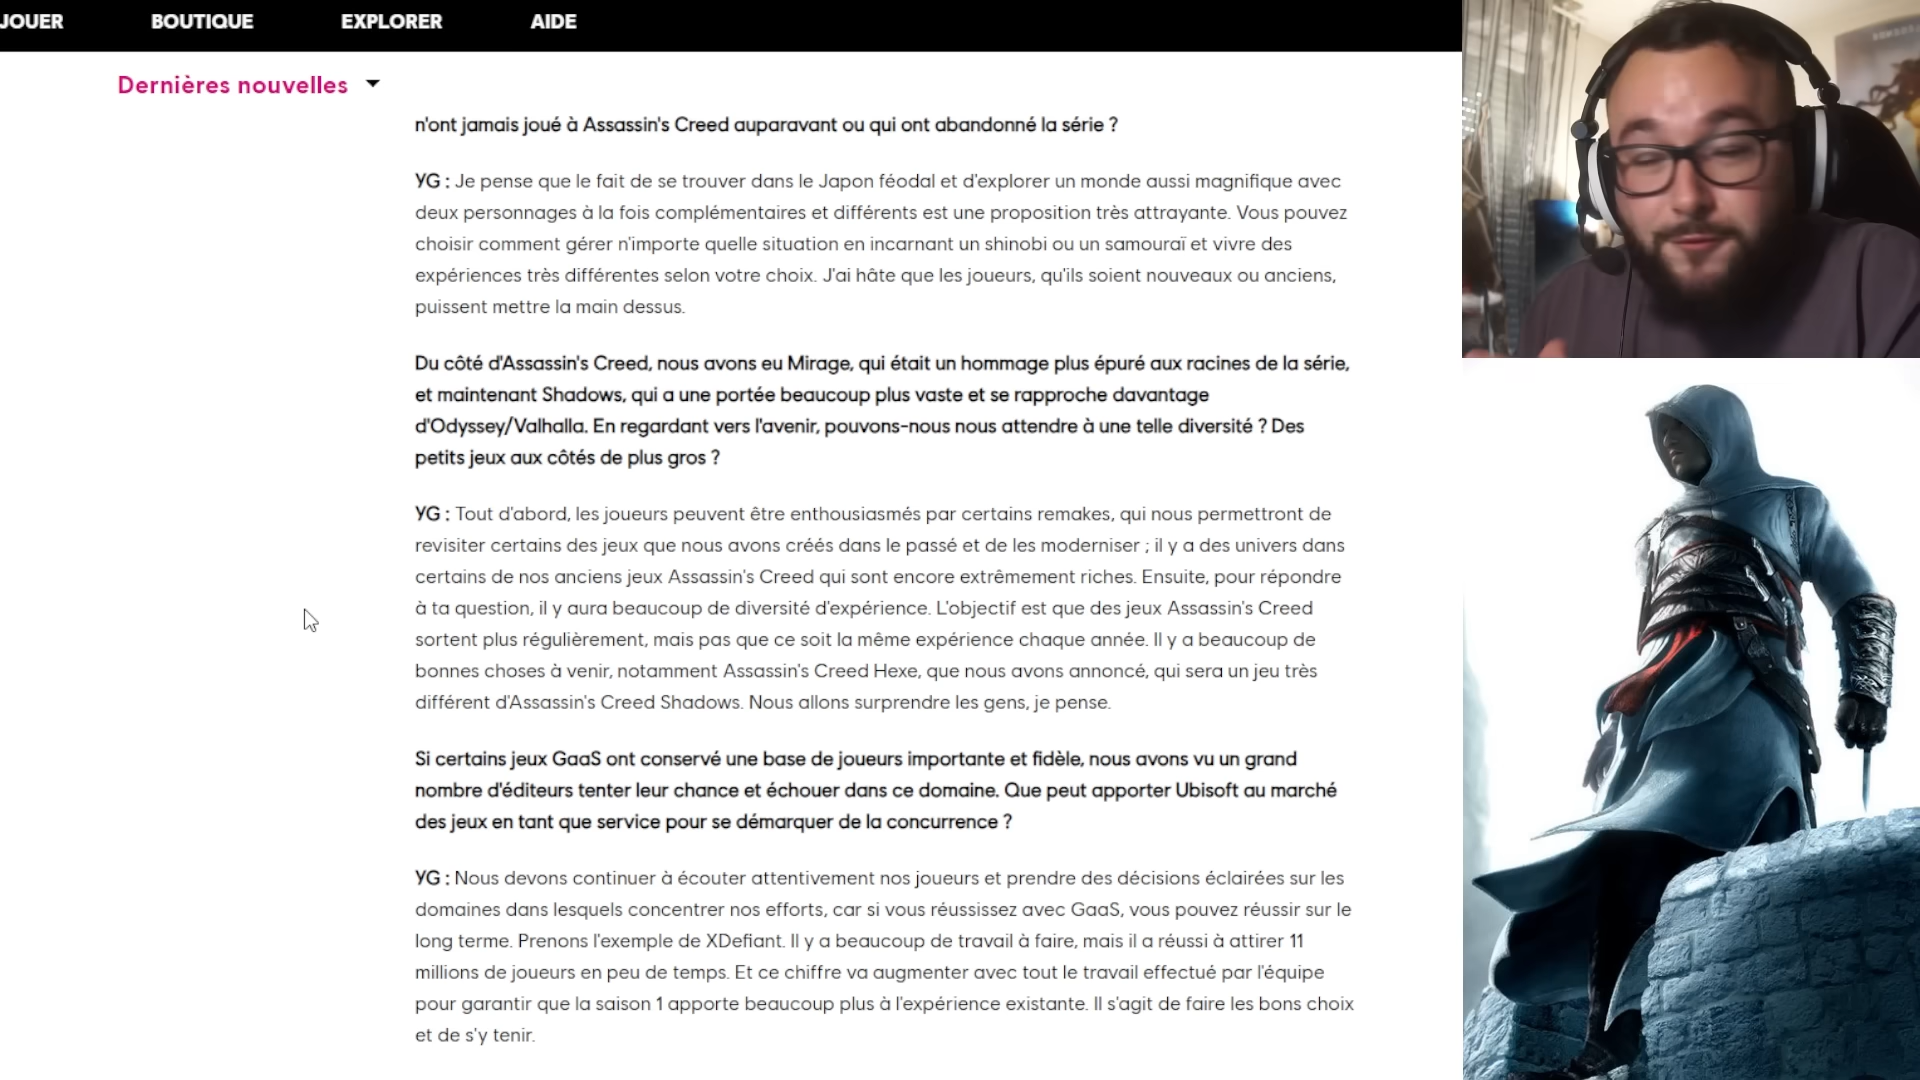 JOUER BOUTIQUE EXPLORER AIDE
Dernières nouvelles
n'ont jamais joué à Assassin's Creed auparavant ou qui ont abandonné la série ?
YG : Je pense que le fait de se trouver dans le Japon féodal et d'explorer un monde aussi magnifique avec
deux personnages à la fois complémentaires et différents est une proposition très attrayante. Vous pouvez
choisir comment gérer n'importe quelle situation en incarnant un shinobi ou un samouraï et vivre des
expériences très différentes selon votre choix. J'ai hâte que les joueurs, qu'ils soient nouveaux ou anciens,
puissent mettre la main dessus.
Du côté d'Assassin's Creed, nous avons eu Mirage, qui était un hommage plus épuré aux racines de la série,
et maintenant Shadows, qui a une portée beaucoup plus vaste et se rapproche davantage
d'Odyssey/Valhalla. En regardant vers l'avenir, pouvons-nous nous attendre à une telle diversité ? Des
petits jeux aux côtés de plus gros ?
YG : Tout d'abord, les joueurs peuvent être enthousiasmés par certains remakes, qui nous permettront de
revisiter certains des jeux que nous avons créés dans le passé et de les moderniser ; il y a des univers dans
certains de nos anciens jeux Assassin's Creed qui sont encore extrêmement riches. Ensuite, pour répondre
à ta question, il y aura beaucoup de diversité d'expérience. L'objectif est que des jeux Assassin's Creed
sortent plus régulièrement, mais pas que ce soit la même expérience chaque année. Il y a beaucoup de
bonnes choses à venir, notamment Assassin's Creed Hexe, que nous avons annoncé, qui sera un jeu très
différent d'Assassin's Creed Shadows. Nous allons surprendre les gens, je pense.
Si certains jeux GaaS ont conservé une base de joueurs importante et fidèle, nous avons vu un grand
nombre d'éditeurs tenter leur chance et échouer dans ce domaine. Que peut apporter Ubisoft au marché
des jeux en tant que service pour se démarquer de la concurrence ?
YG : Nous devons continuer à écouter attentivement nos joueurs et prendre des décisions éclairées sur les
domaines dans lesquels concentrer nos efforts, car si vous réussissez avec GaaS, vous pouvez réussir sur le
long terme. Prenons l'exemple de XDefiant. Il y a beaucoup de travail à faire, mais il a réussi à attirer 11
millions de joueurs en peu de temps. Et ce chiffre va augmenter avec tout le travail effectué par l'équipe
pour garantir que la saison 1 apporte beaucoup plus à l'expérience existante. Il s'agit de faire les bons choix
et de s'y tenir.